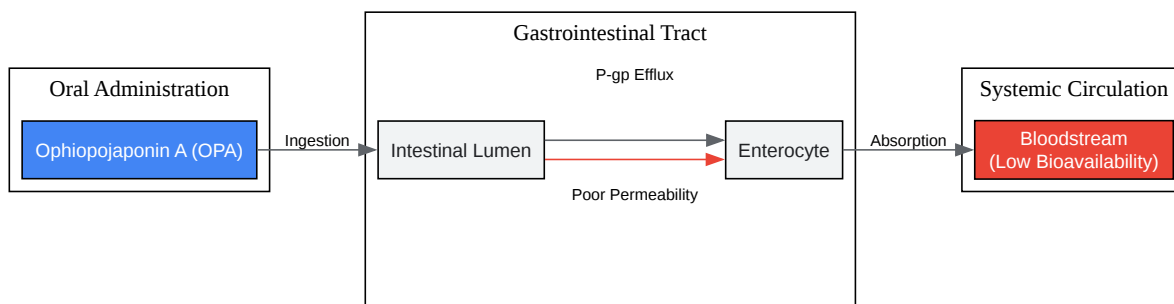 Gastrointestinal Tract
P-gp Efflux
Oral Administration
Systemic Circulation
Ophiopojaponin A (OPA)
Ingestion
Intestinal Lumen
Enterocyte
Absorption
Bloodstream
(Low Bioavailability)
Poor Permeability